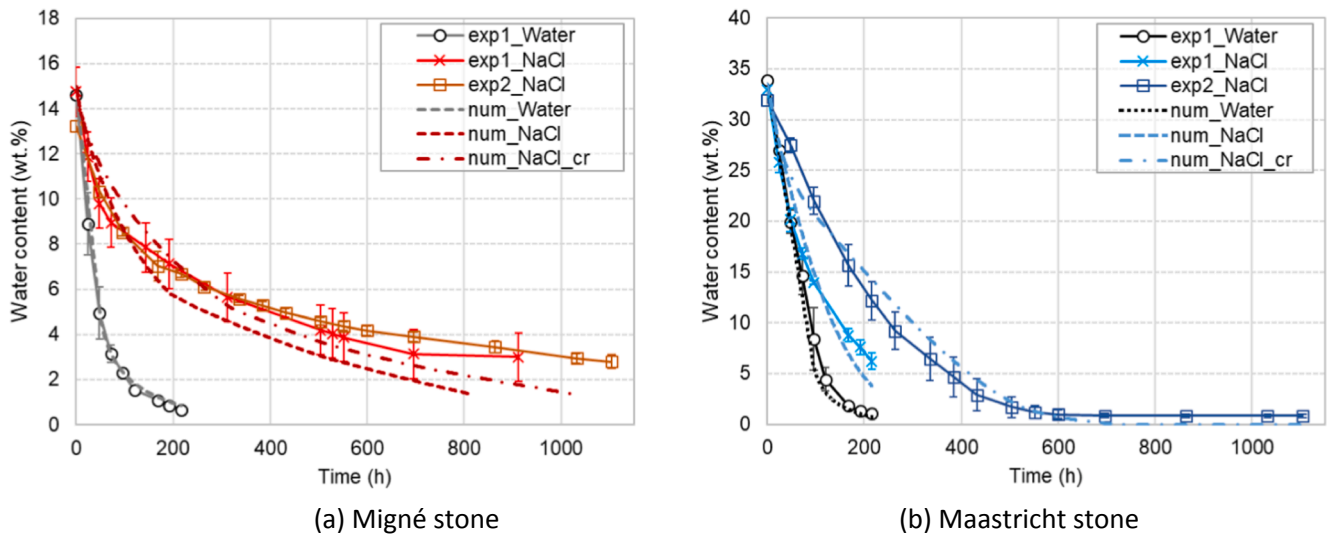 exp1_Water
exp1_NaCl
exp2_NaCl
num_Water
num_NaCl
num_NaCl_cr
18
16
14
12
10
8
6
4
2
0
Water content (wt.%)
0 200 400 600 800 1000
Time (h)
(a) Migné stone
exp1_Water
exp1_NaCl
exp2_NaCl
num_Water
num_NaCl
num_NaCl_cr
40
35
30
25
20
15
10
5
0
Water content (wt.%)
0 200 400 600 800 1000
Time (h)
(b) Maastricht stone